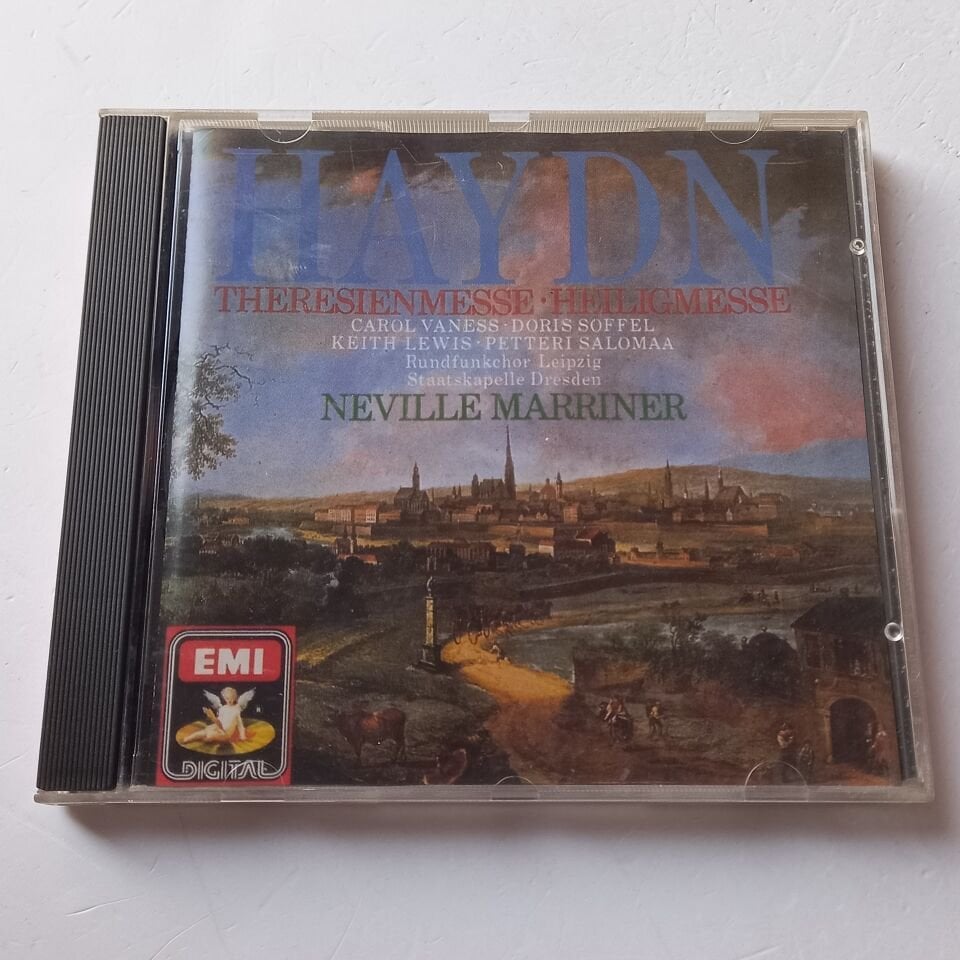 HAYDN
THERESIENMESSE · HEILIGMESSE
CAROL VANESS · DORIS SOFFEL
KEITH LEWIS · PETTERI SALOMAA
Rundfunkchor Leipzig
Staatskapelle Dresden
NEVILLE MARRINER
EMI
DIGITAL